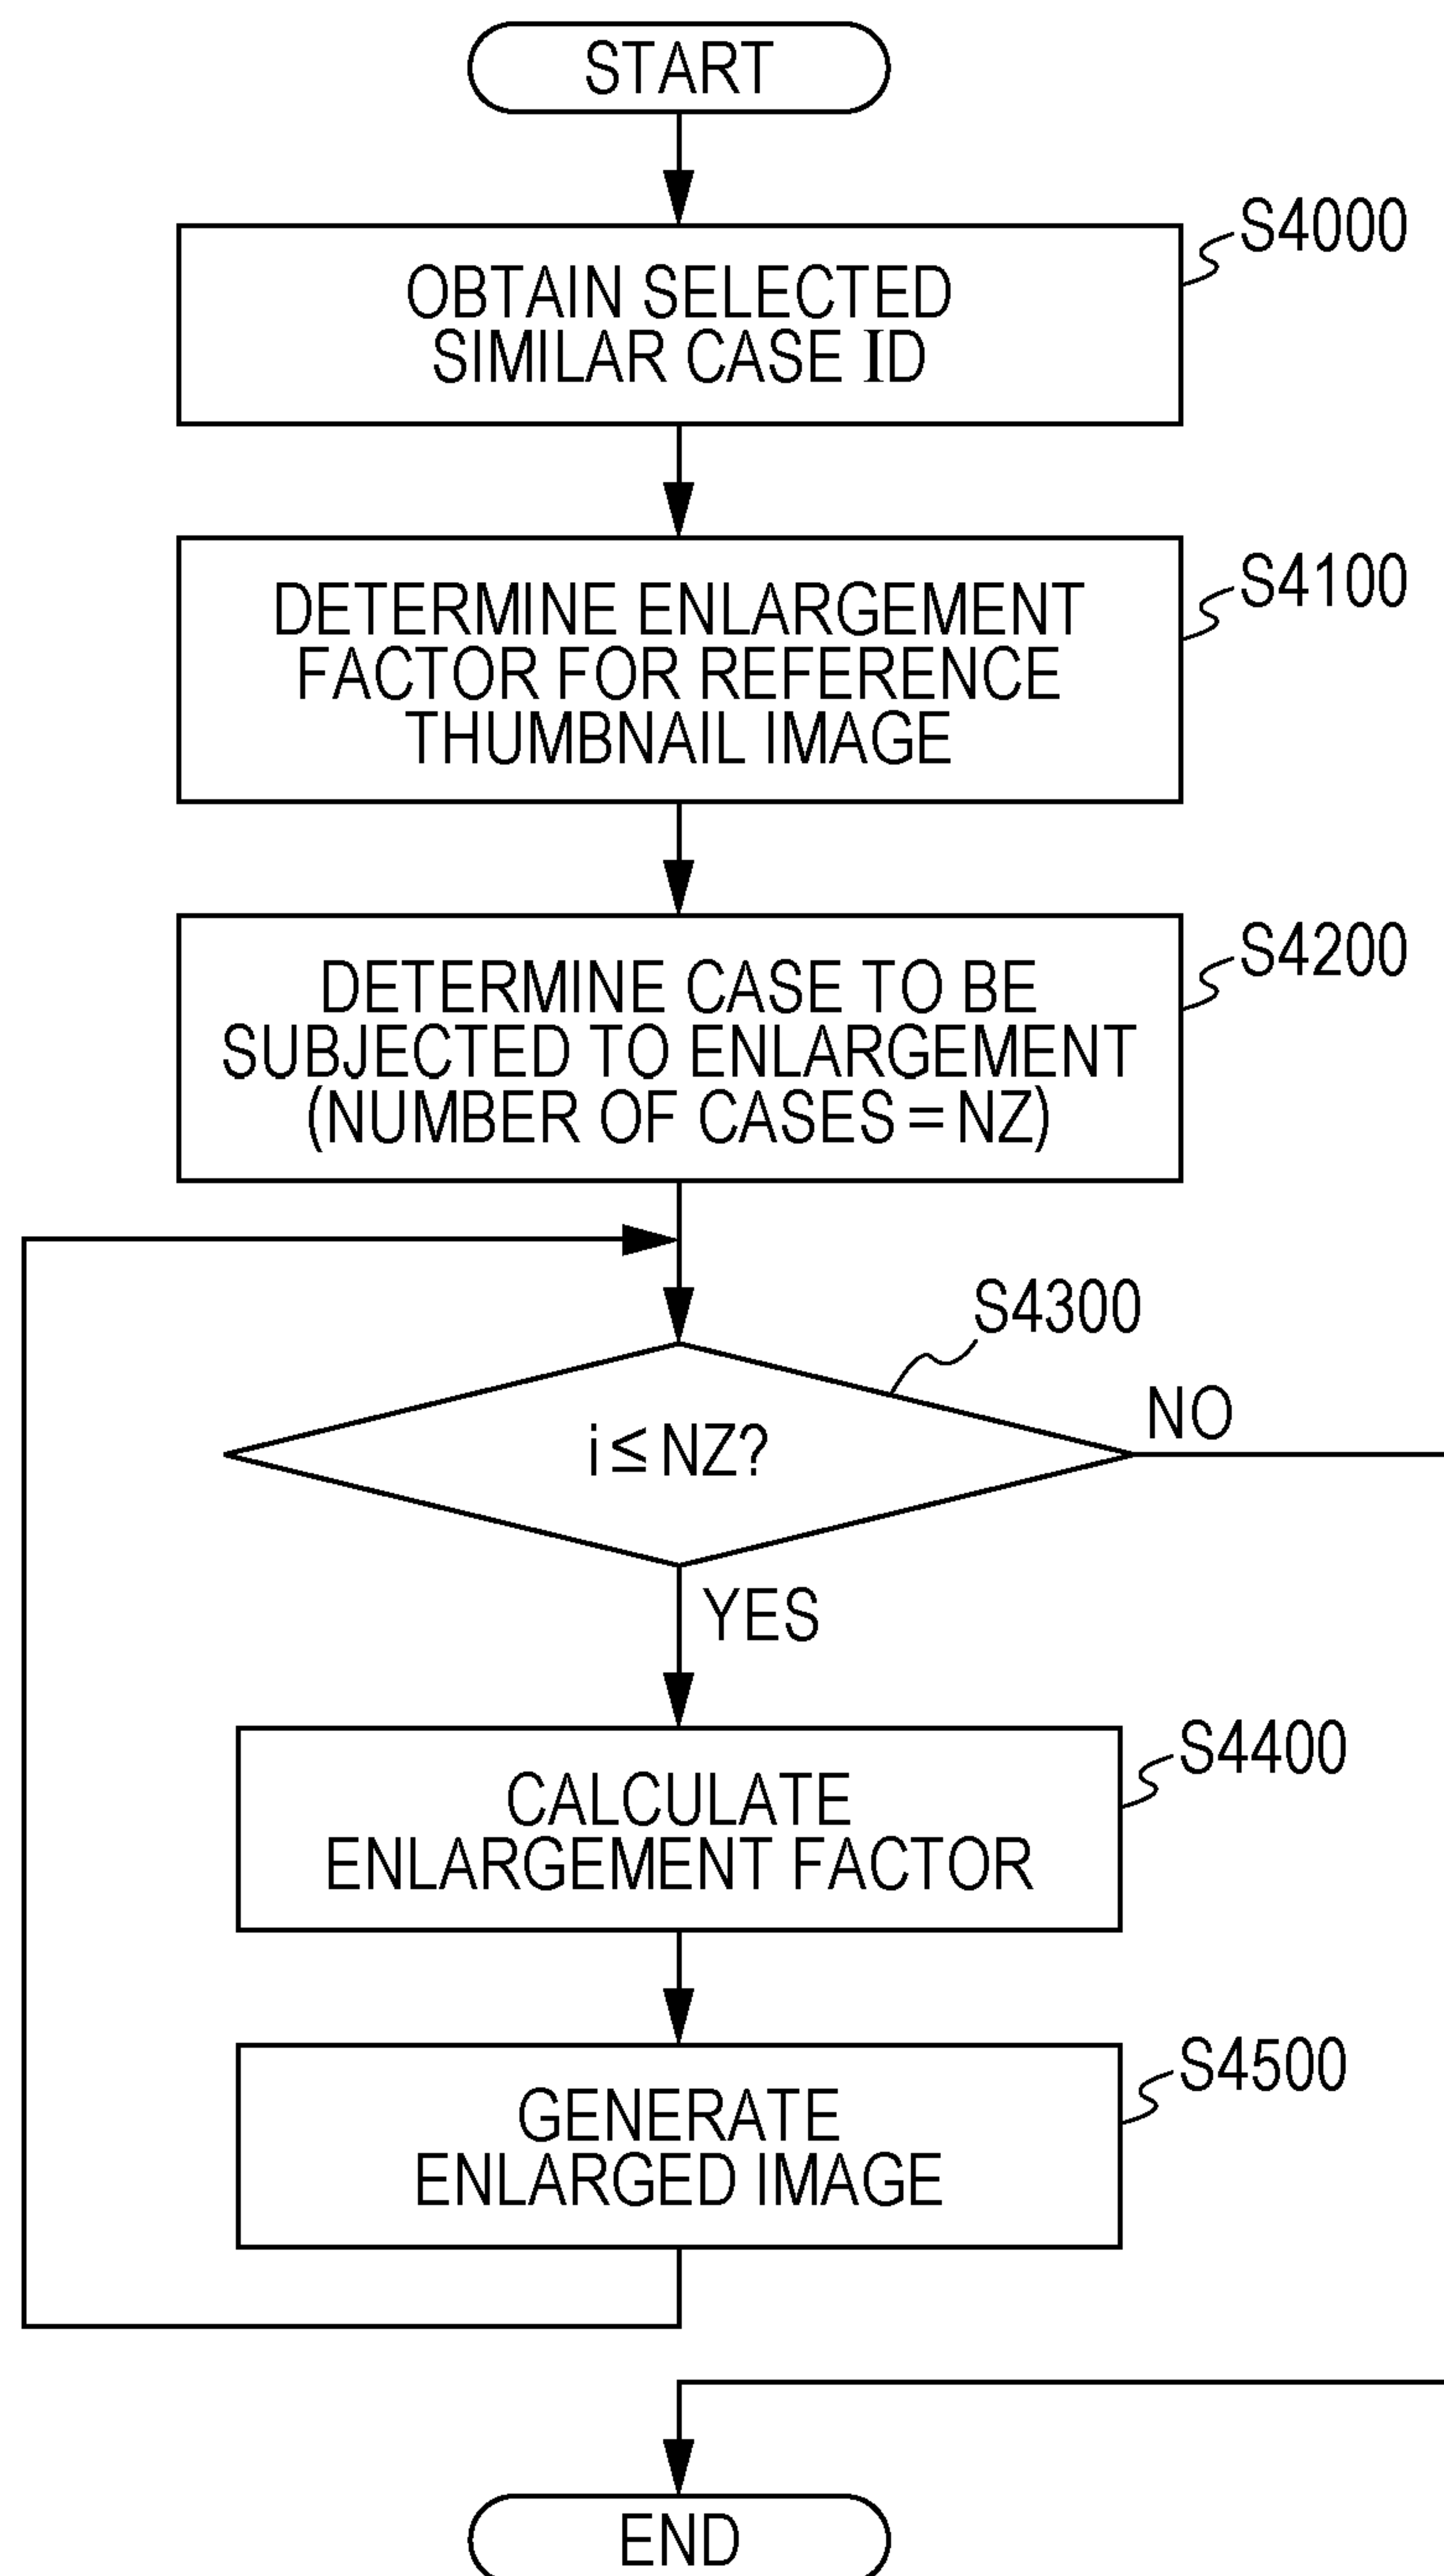 START
S4000
OBTAIN SELECTED
SIMILAR CASE ID
S4100
DETERMINE ENLARGEMENT
FACTOR FOR REFERENCE
THUMBNAIL IMAGE
S4200
DETERMINE CASE TO BE
SUBJECTED TO ENLARGEMENT
(NUMBER OF CASES = NZ)
S4300
NO
i ≤ NZ?
YES
S4400
CALCULATE
ENLARGEMENT FACTOR
S4500
GENERATE
ENLARGED IMAGE
END